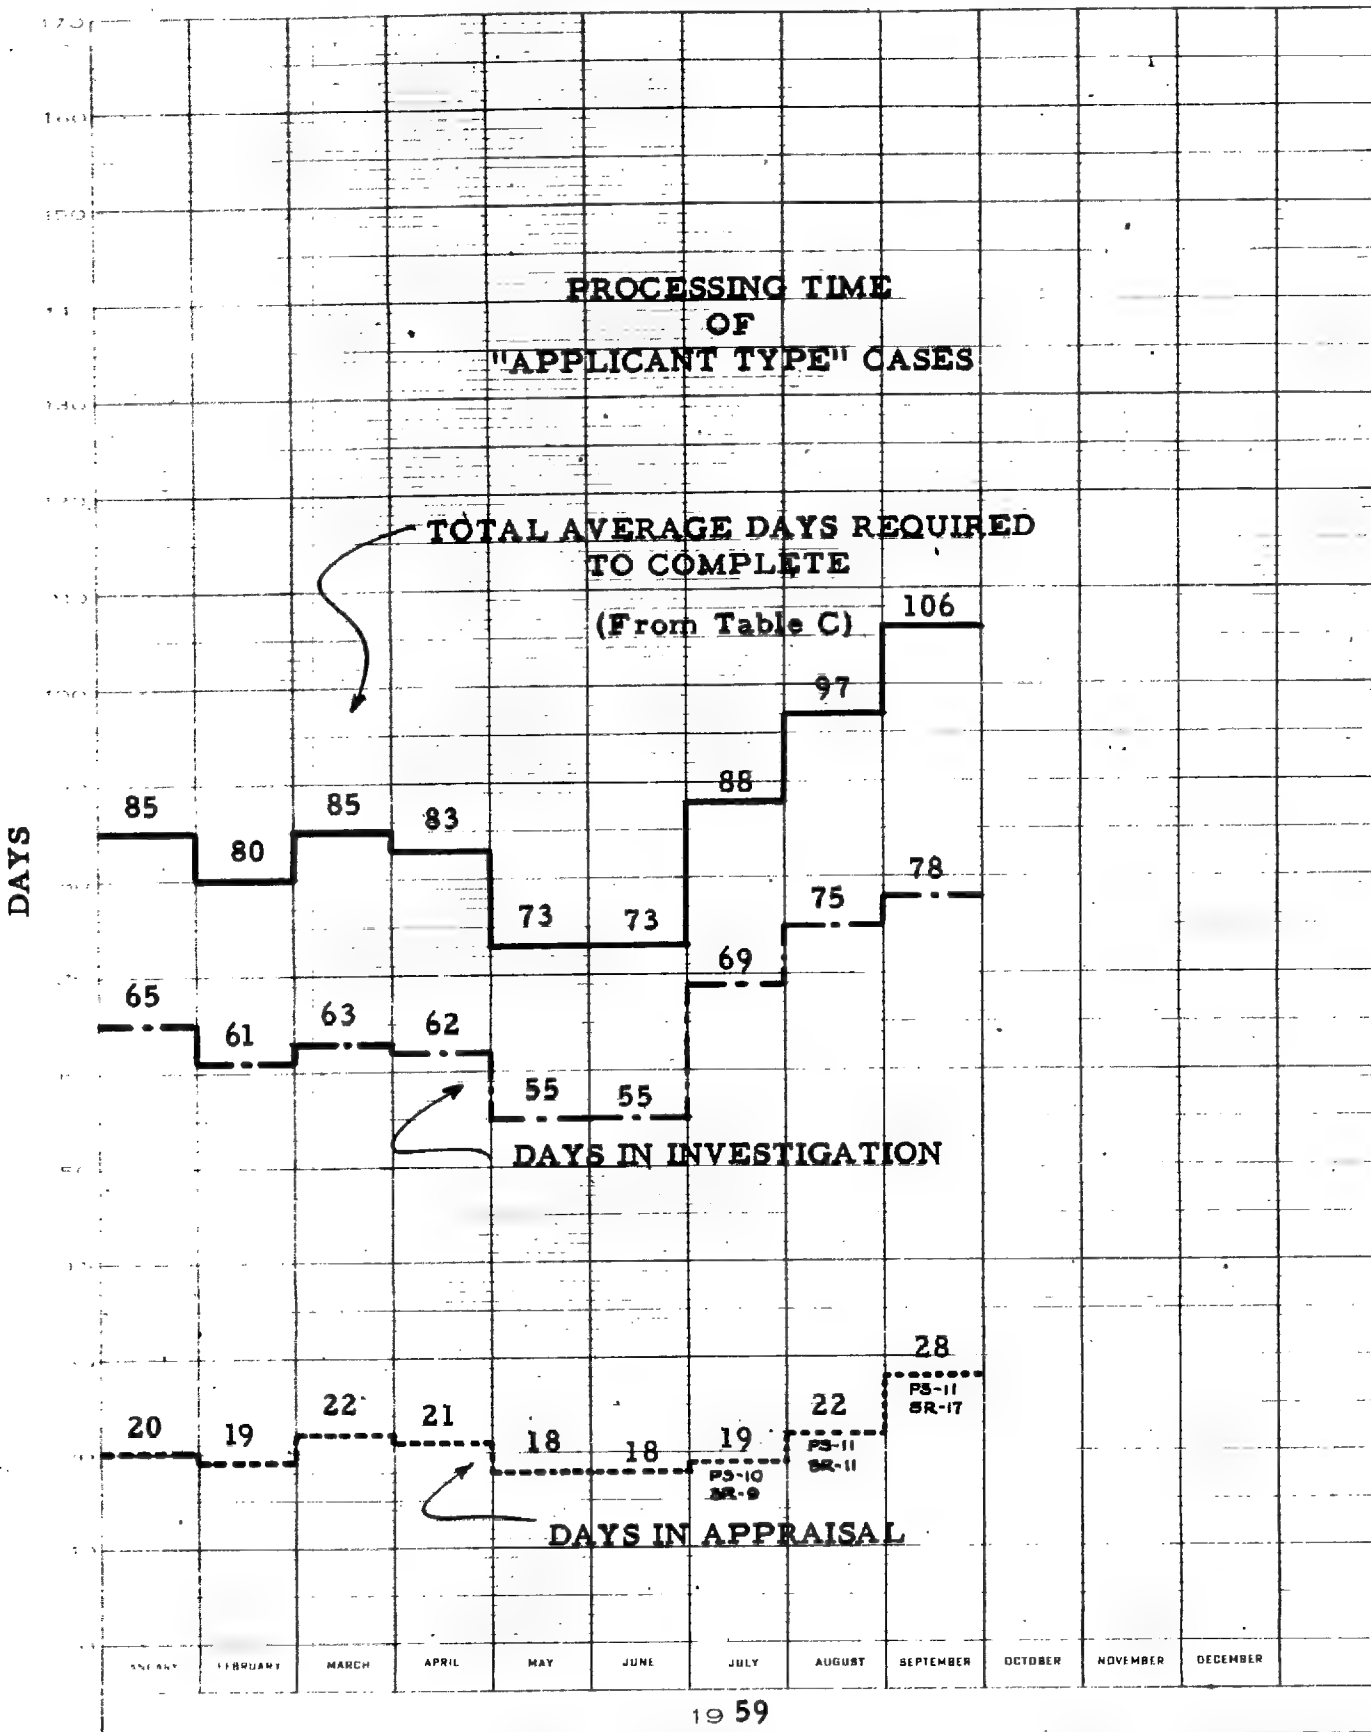 160
150
130
PROCESSING TIME
OF
"APPLICANT TYPE" CASES
TOTAL AVERAGE DAYS REQUIRED
TO COMPLETE
(From Table C)
106
97
88
85
80
85
83
73
73
DAYS
78
75
69
65
61
63
62
55
55
DAYS IN INVESTIGATION
28
PS-11
SR-17
22
PS-11
SR-11
20
19
22
21
18
18
19
PS-10
SR-9
DAYS IN APPRAISAL
FEBRUARY
MARCH
APRIL
MAY
JUNE
JULY
AUGUST
SEPTEMBER
OCTOBER
NOVEMBER
DECEMBER
19 59